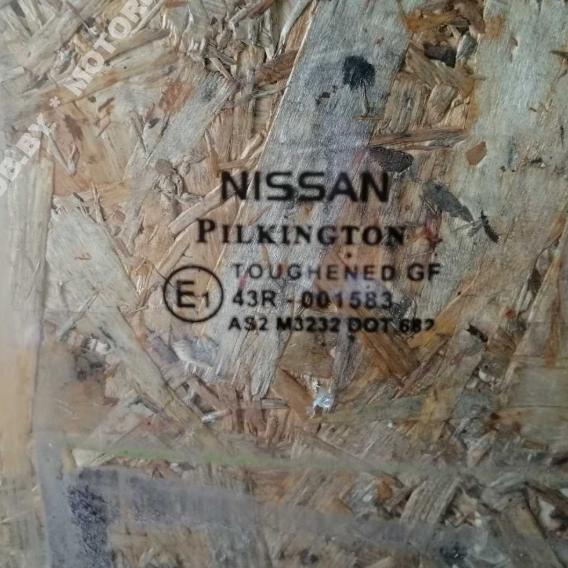 NISSAN
PILKINGTON
TOUGHENED GF
E1 43R-001583
AS2 M3232 DOT 682